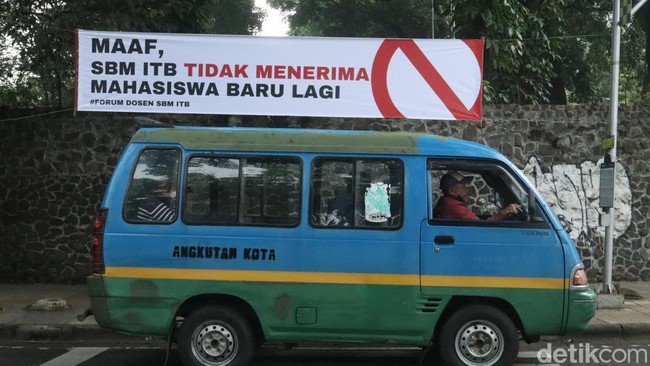 MAAF,
SBM ITB TIDAK MENERIMA
MAHASISWA BARU LAGI
#FORUM DOSEN SBM ITB
ANGKUTAN KOTA
detikcom